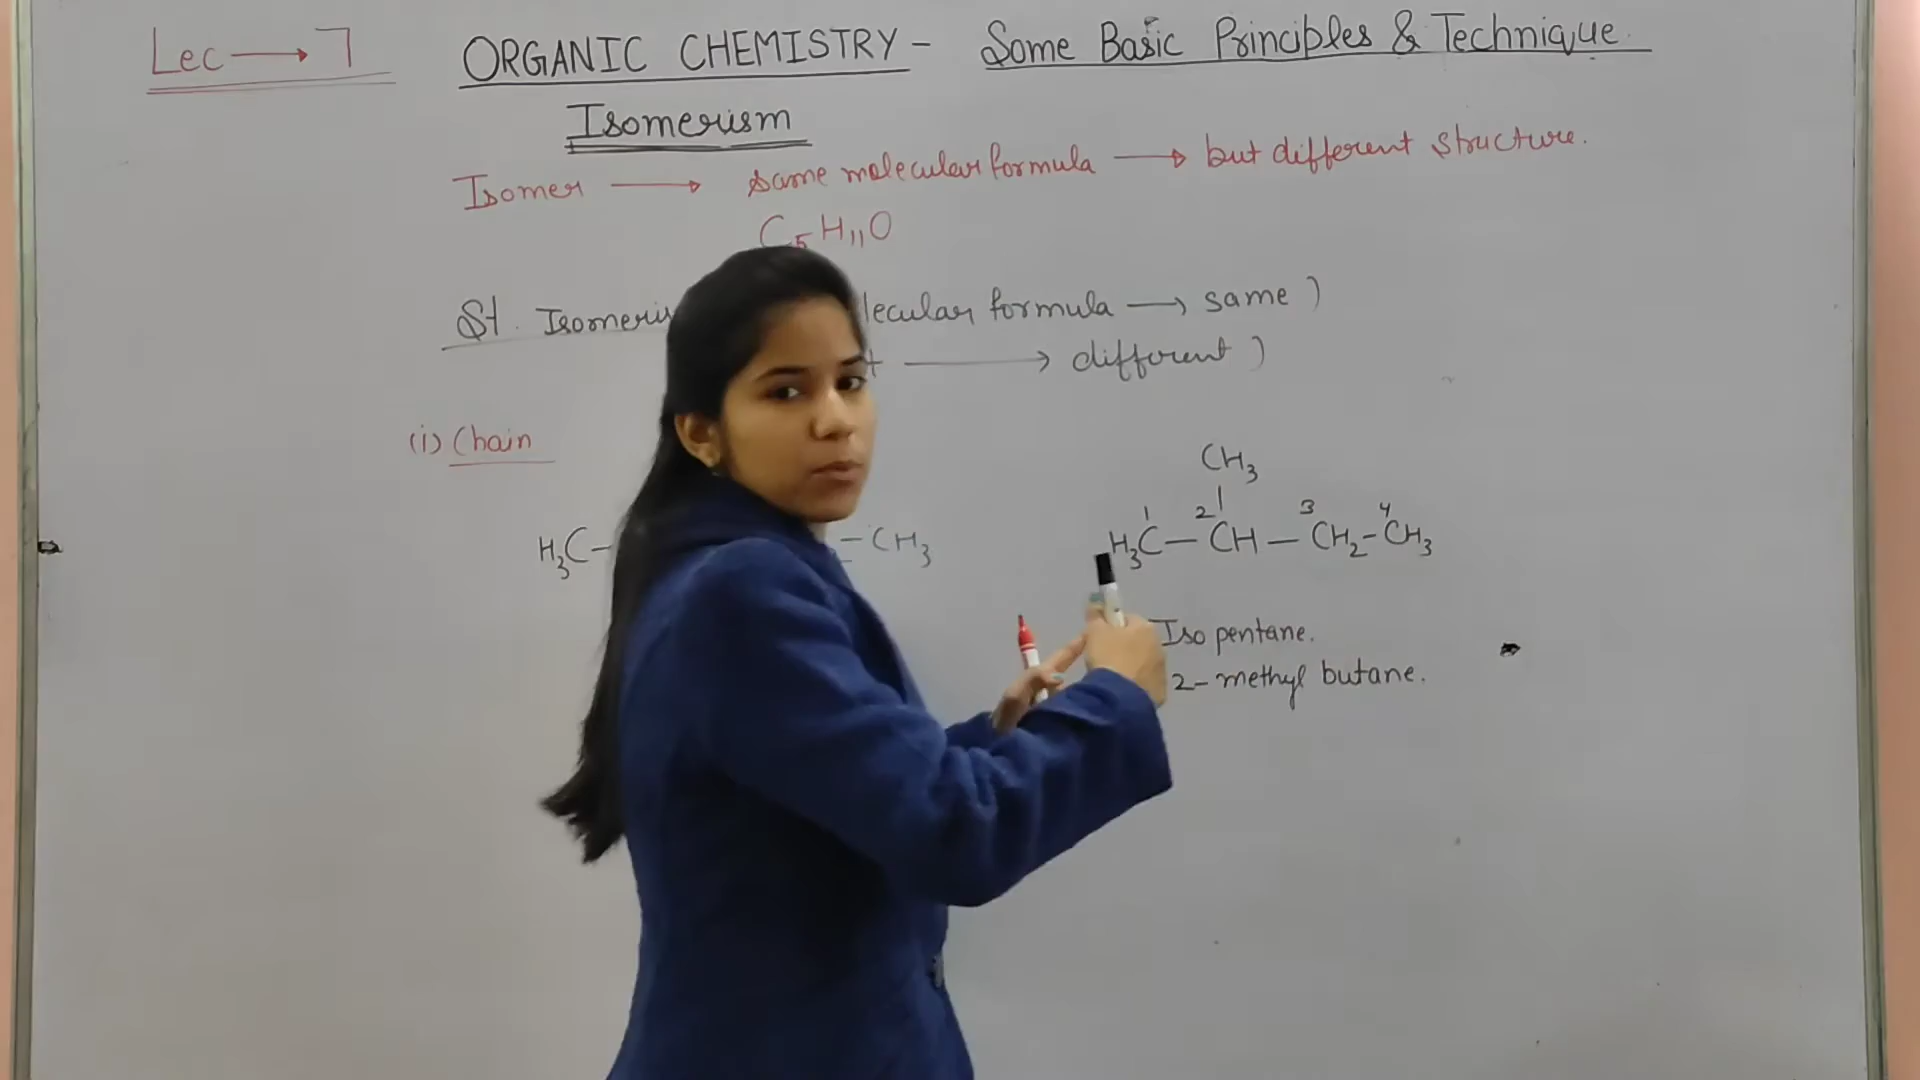 Lec → 7
ORGANIC CHEMISTRY - Some Basic Principles & Technique.
Isomerism
Isomer → same molecular formula → but different structure.
C5H11O
St. Isomeris lecular formula → same )
t → different )
(i) Chain
CH3
|
1 2 3 4
H3C- -CH3
H3C-CH-CH2-CH3
Iso pentane.
2- methyl butane.